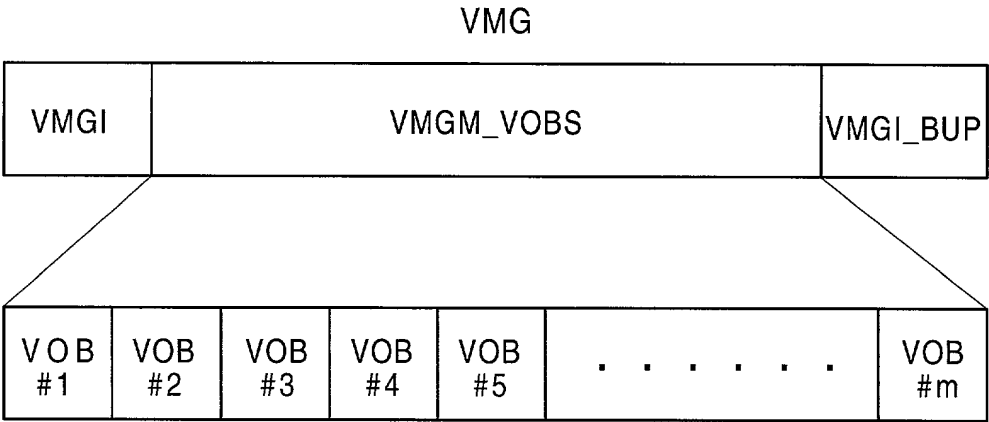 VMG
VMGI VMGM_VOBS VMGI_BUP
VOB VOB VOB VOB VOB . . . . . . VOB
#1 #2 #3 #4 #5 #m